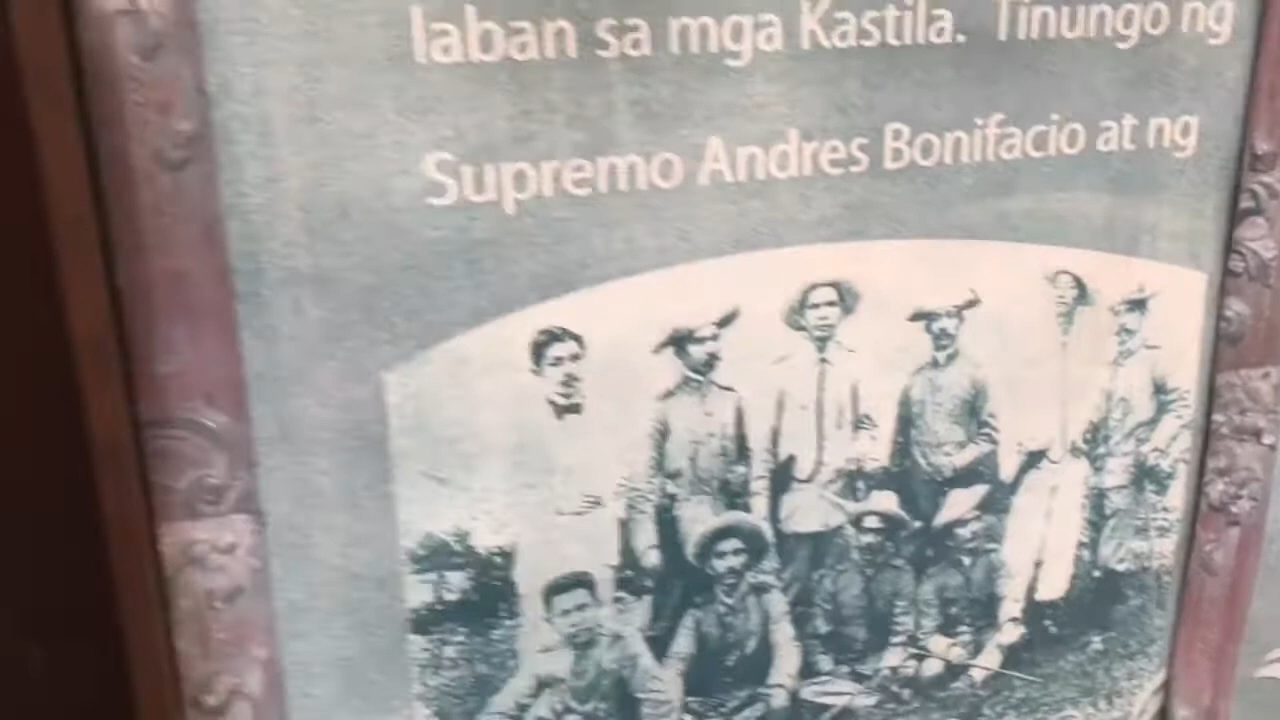 laban sa mga Kastila. Tinungo ng
Supremo Andres Bonifacio at ng